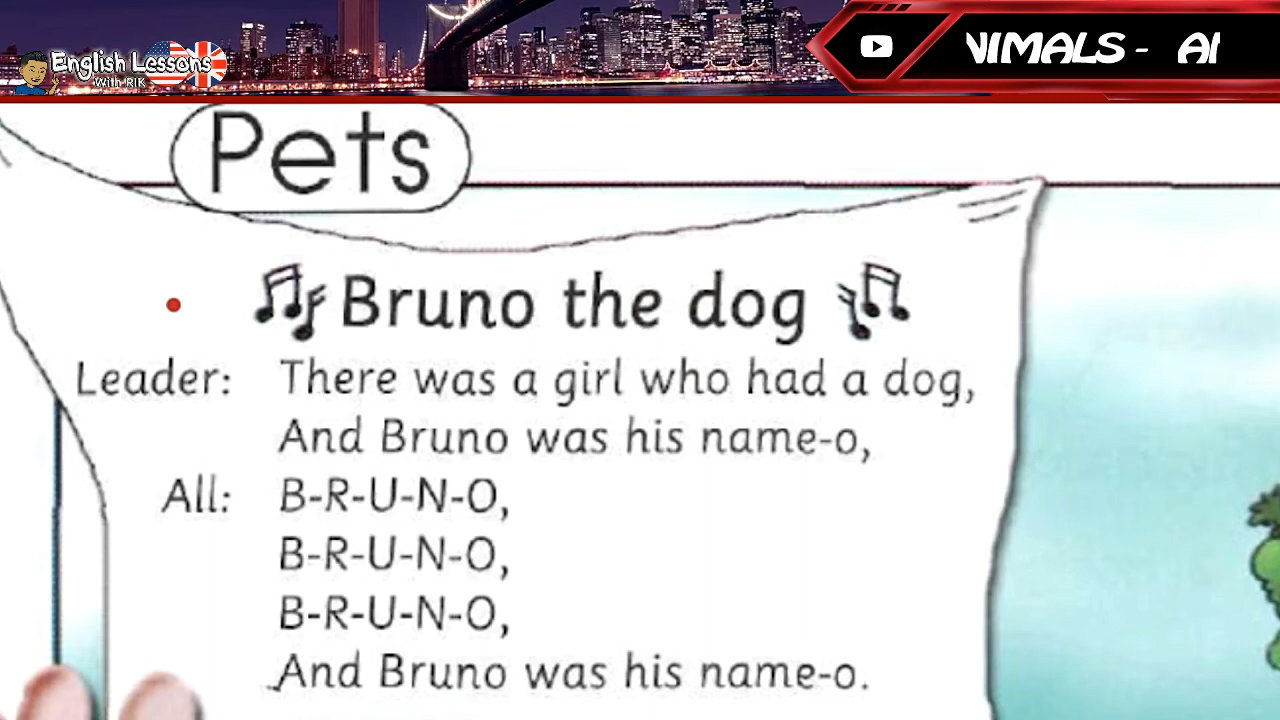 English Lessons
With RIK
VIMALS - AI
Pets
Bruno the dog
Leader: There was a girl who had a dog,
And Bruno was his name-o,
All: B-R-U-N-O,
B-R-U-N-O,
B-R-U-N-O,
And Bruno was his name-o.